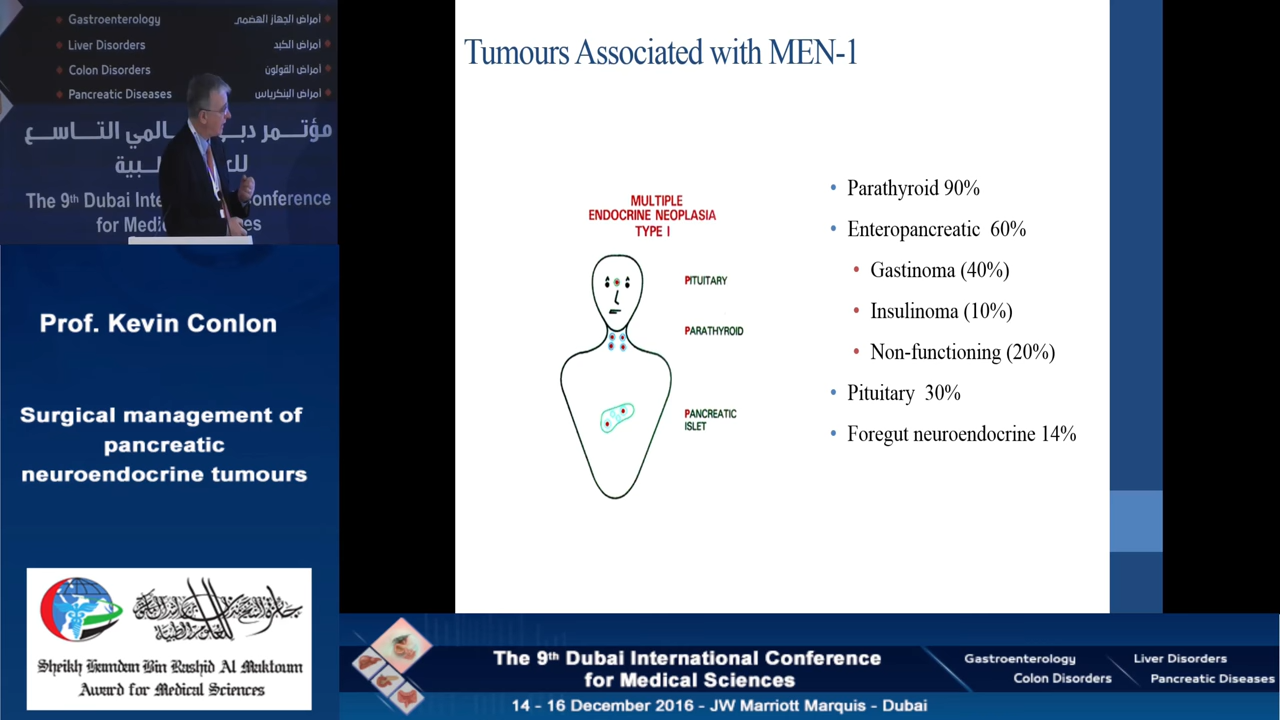 Gastroenterology
أمراض الجهاز الهضمي
Liver Disorders
أمراض الكبد
Colon Disorders
أمراض القولون
Pancreatic Diseases
أمراض البنكرياس
التاسع
The 9th Dubai Inte
onference
for Medi
Prof. Kevin Conlon
Surgical management of
pancreatic
neuroendocrine tumours
Sheikh Hamdan Bin Rashid Al Maktoum
Award for Medical Sciences
Tumours Associated with MEN-1
MULTIPLE
ENDOCRINE NEOPLASIA
TYPE I
PITUITARY
PARATHYROID
PANCREATIC
ISLET
• Parathyroid 90%
• Enteropancreatic 60%
• Gastinoma (40%)
• Insulinoma (10%)
• Non-functioning (20%)
• Pituitary 30%
• Foregut neuroendocrine 14%
The 9th Dubai International Conference
for Medical Sciences
14 - 16 December 2016 - JW Marriott Marquis - Dubai
Gastroenterology
Liver Disorders
Colon Disorders
Pancreatic Diseases